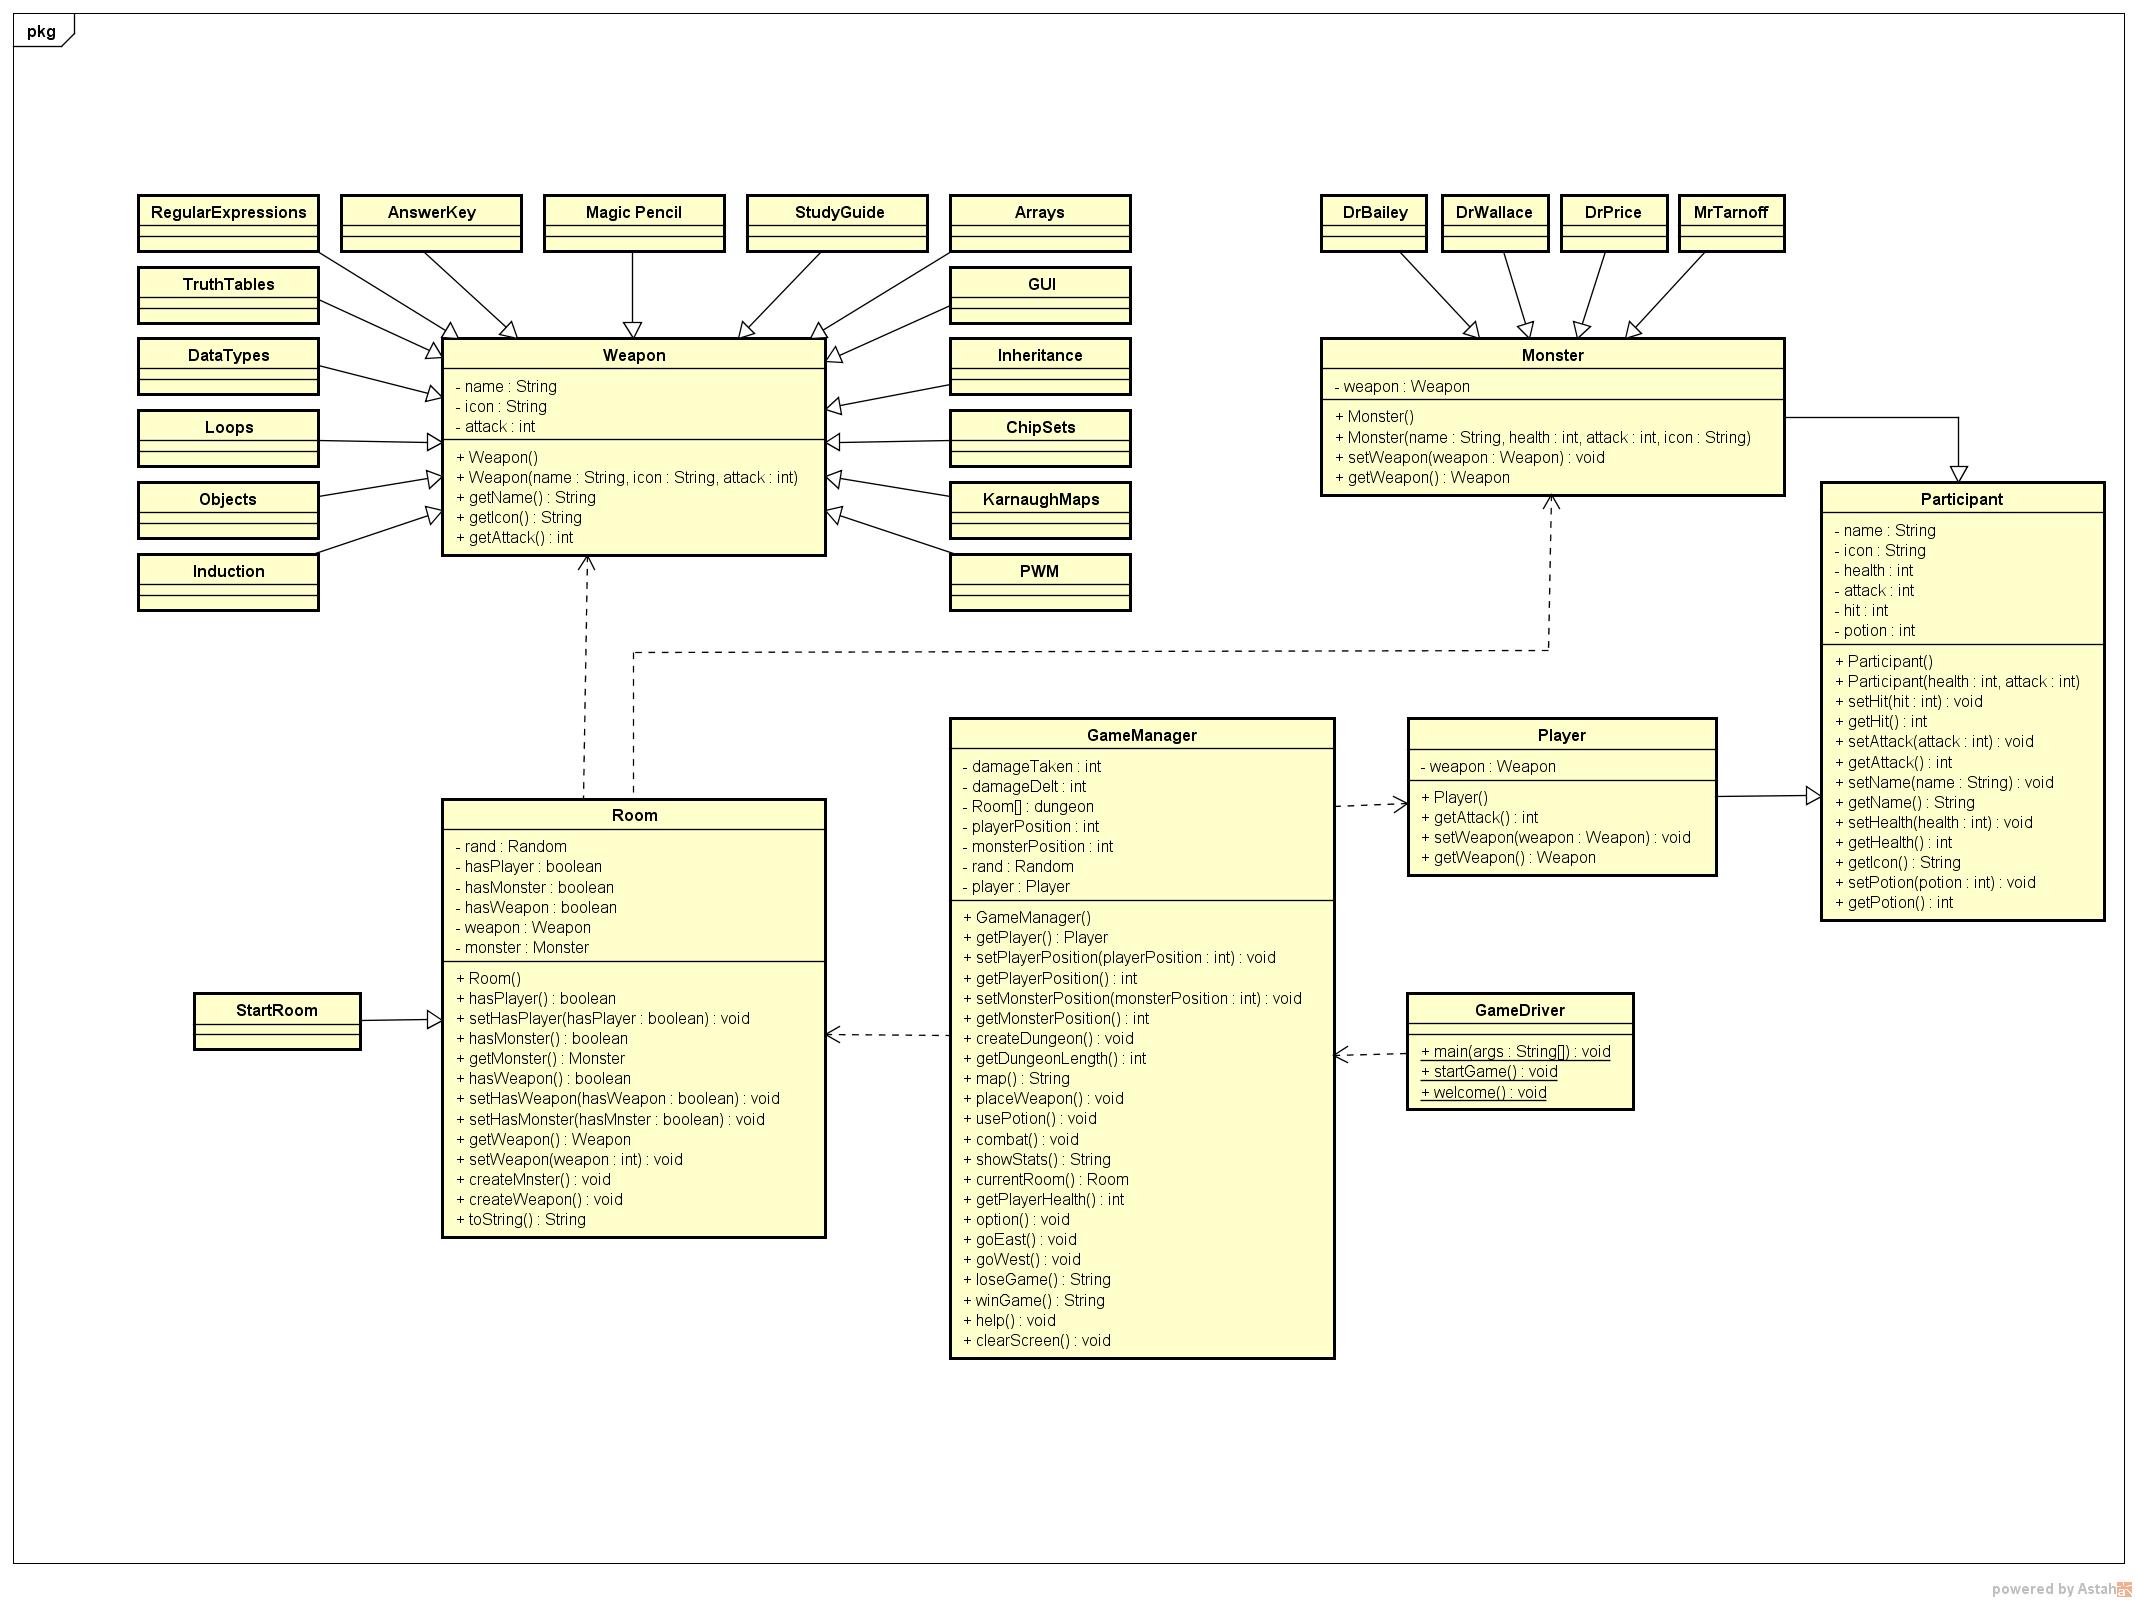 pkg
RegularExpressions
AnswerKey
Magic Pencil
StudyGuide
Arrays
TruthTables
GUI
DataTypes
Inheritance
Loops
ChipSets
Objects
KarnaughMaps
Induction
PWM
Weapon
- name : String
- icon : String
- attack : int
+ Weapon()
+ Weapon(name : String, icon : String, attack : int)
+ getName() : String
+ getIcon() : String
+ getAttack() : int
DrBailey
DrWallace
DrPrice
MrTarnoff
Monster
- weapon : Weapon
+ Monster()
+ Monster(name : String, health : int, attack : int, icon : String)
+ setWeapon(weapon : Weapon) : void
+ getWeapon() : Weapon
Participant
- name : String
- icon : String
- health : int
- attack : int
- hit : int
- potion : int
+ Participant()
+ Participant(health : int, attack : int)
+ setHit(hit : int) : void
+ getHit() : int
+ setAttack(attack : int) : void
+ getAttack() : int
+ setName(name : String) : void
+ getName() : String
+ setHealth(health : int) : void
+ getHealth() : int
+ getIcon() : String
+ setPotion(potion : int) : void
+ getPotion() : int
Room
- rand : Random
- hasPlayer : boolean
- hasMonster : boolean
- hasWeapon : boolean
- weapon : Weapon
- monster : Monster
+ Room()
+ hasPlayer() : boolean
+ setHasPlayer(hasPlayer : boolean) : void
+ hasMonster() : boolean
+ getMonster() : Monster
+ hasWeapon() : boolean
+ setHasWeapon(hasWeapon : boolean) : void
+ setHasMonster(hasMnster : boolean) : void
+ getWeapon() : Weapon
+ setWeapon(weapon : int) : void
+ createMnster() : void
+ createWeapon() : void
+ toString() : String
StartRoom
GameManager
- damageTaken : int
- damageDelt : int
- Room[] : dungeon
- playerPosition : int
- monsterPosition : int
- rand : Random
- player : Player
+ GameManager()
+ getPlayer() : Player
+ setPlayerPosition(playerPosition : int) : void
+ getPlayerPosition() : int
+ setMonsterPosition(monsterPosition : int) : void
+ getMonsterPosition() : int
+ createDungeon() : void
+ getDungeonLength() : int
+ map() : String
+ placeWeapon() : void
+ usePotion() : void
+ combat() : void
+ showStats() : String
+ currentRoom() : Room
+ getPlayerHealth() : int
+ option() : void
+ goEast() : void
+ goWest() : void
+ loseGame() : String
+ winGame() : String
+ help() : void
+ clearScreen() : void
Player
- weapon : Weapon
+ Player()
+ getAttack() : int
+ setWeapon(weapon : Weapon) : void
+ getWeapon() : Weapon
GameDriver
+ main(args : String[]) : void
+ startGame() : void
+ welcome() : void
powered by Astah